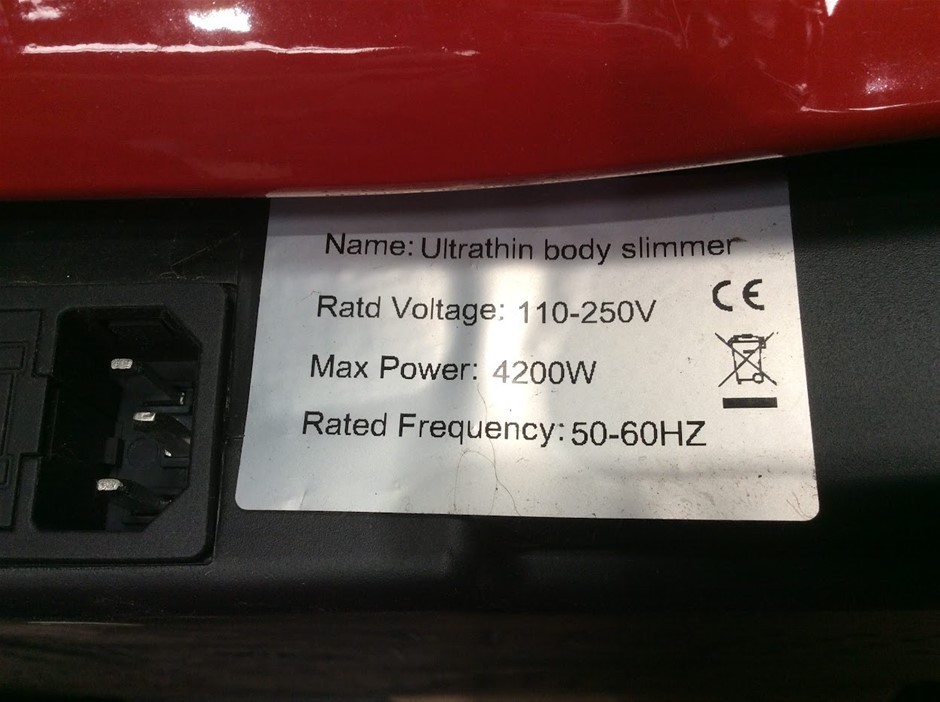 Name: Ultrathin body slimmer
Ratd Voltage: 110-250V
CE
Max Power: 4200W
Rated Frequency: 50-60HZ